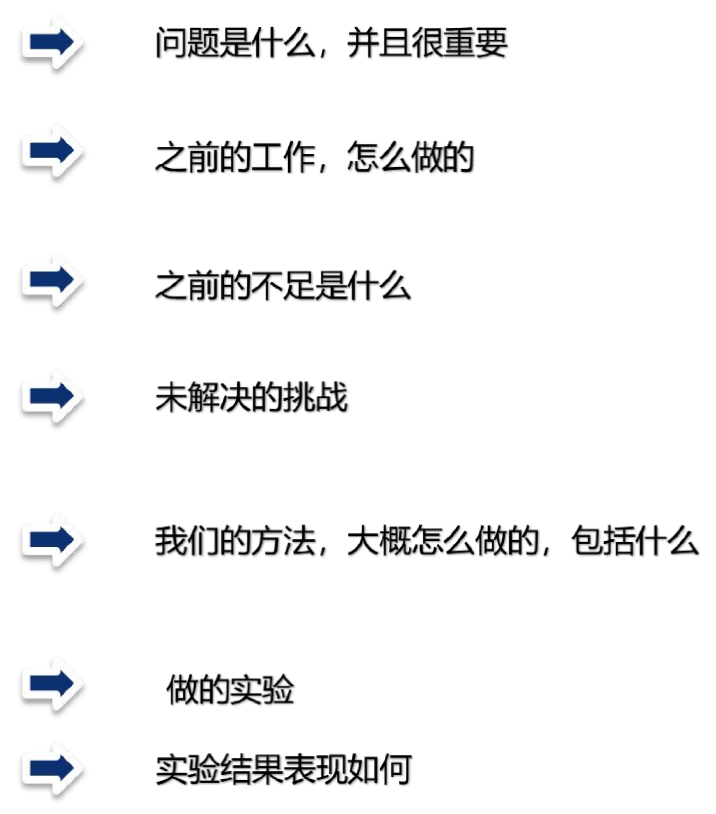 问题是什么，并且很重要
之前的工作，怎么做的
之前的不足是什么
未解决的挑战
我们的方法，大概怎么做的，包括什么
做的实验
实验结果表现如何